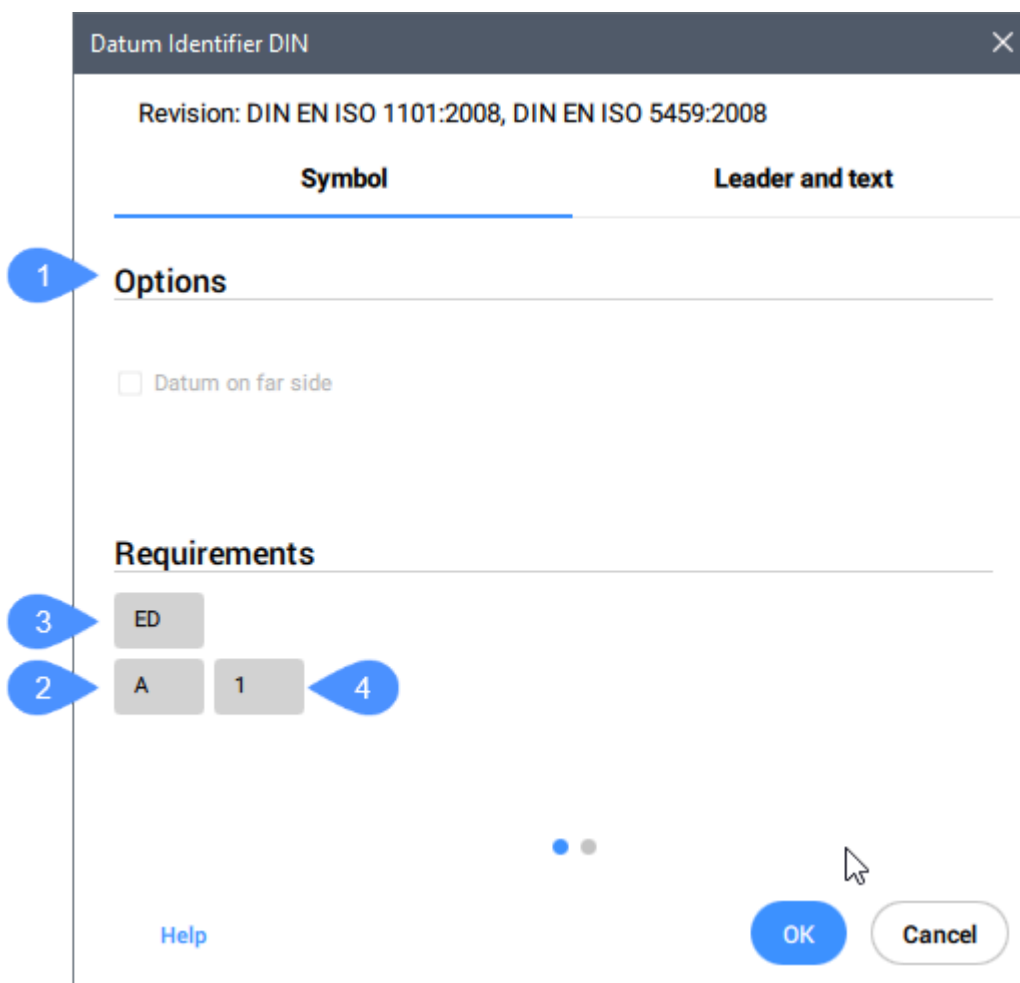 Datum Identifier DIN
Revision: DIN EN ISO 1101:2008, DIN EN ISO 5459:2008
Symbol Leader and text
1 Options
Datum on far side
Requirements
3 ED
2 A 1 4
Help OK Cancel